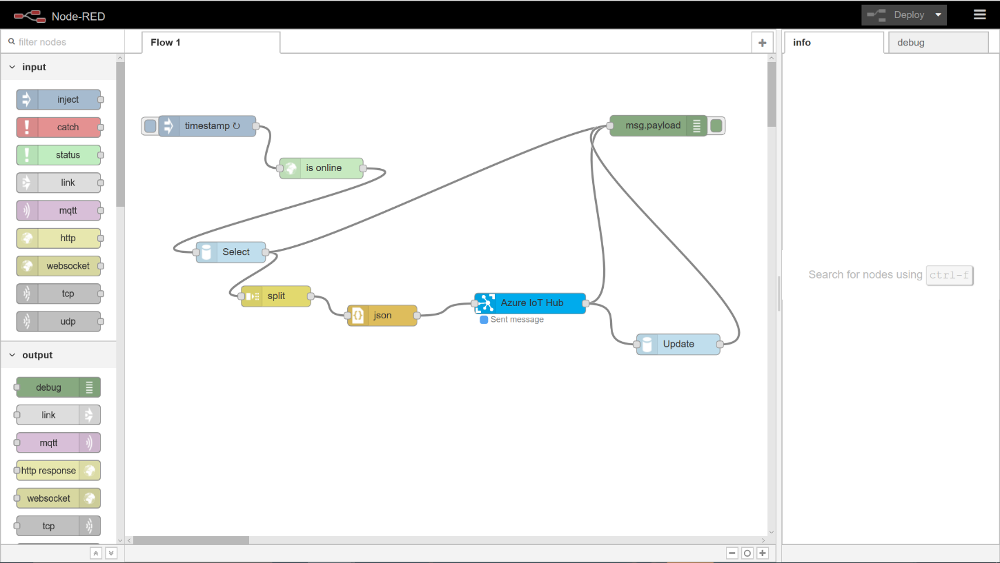 Node-RED
Deploy
filter nodes
Flow 1
info
debug
input
inject
catch
status
link
mqtt
http
websocket
tcp
udp
output
debug
link
mqtt
http response
websocket
tcp
timestamp ↻
is online
Select
split
json
Azure IoT Hub
Sent message
Update
msg.payload
Search for nodes using ctrl-f